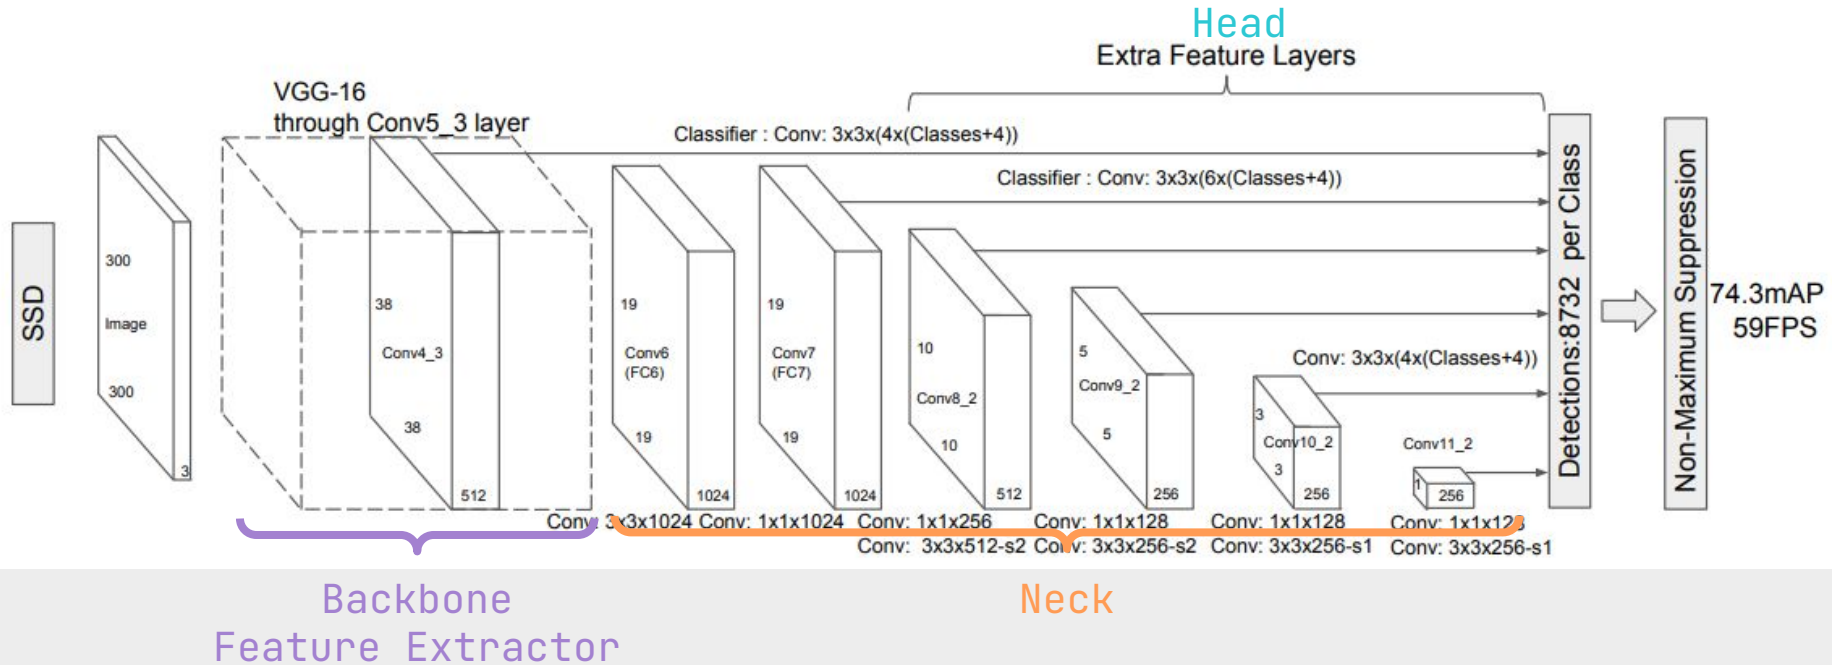 Head
Extra Feature Layers
VGG-16
through Conv5_3 layer
Classifier : Conv: 3x3x(4x(Classes+4))
Classifier : Conv: 3x3x(6x(Classes+4))
SSD
300
Image
300
3
38
Conv4_3
38
512
19
Conv6
(FC6)
19
1024
19
Conv7
(FC7)
19
1024
10
Conv8_2
10
512
5
Conv9_2
5
256
Conv: 3x3x(4x(Classes+4))
3
Conv10_2
3
256
Conv11_2
1
256
Detections:8732 per Class
Non-Maximum Suppression
74.3mAP
59FPS
Conv: 3x3x1024
Conv: 1x1x1024
Conv: 1x1x256
Conv: 3x3x512-s2
Conv: 1x1x128
Conv: 3x3x256-s2
Conv: 1x1x128
Conv: 3x3x256-s1
Conv: 1x1x128
Conv: 3x3x256-s1
Backbone
Feature Extractor
Neck